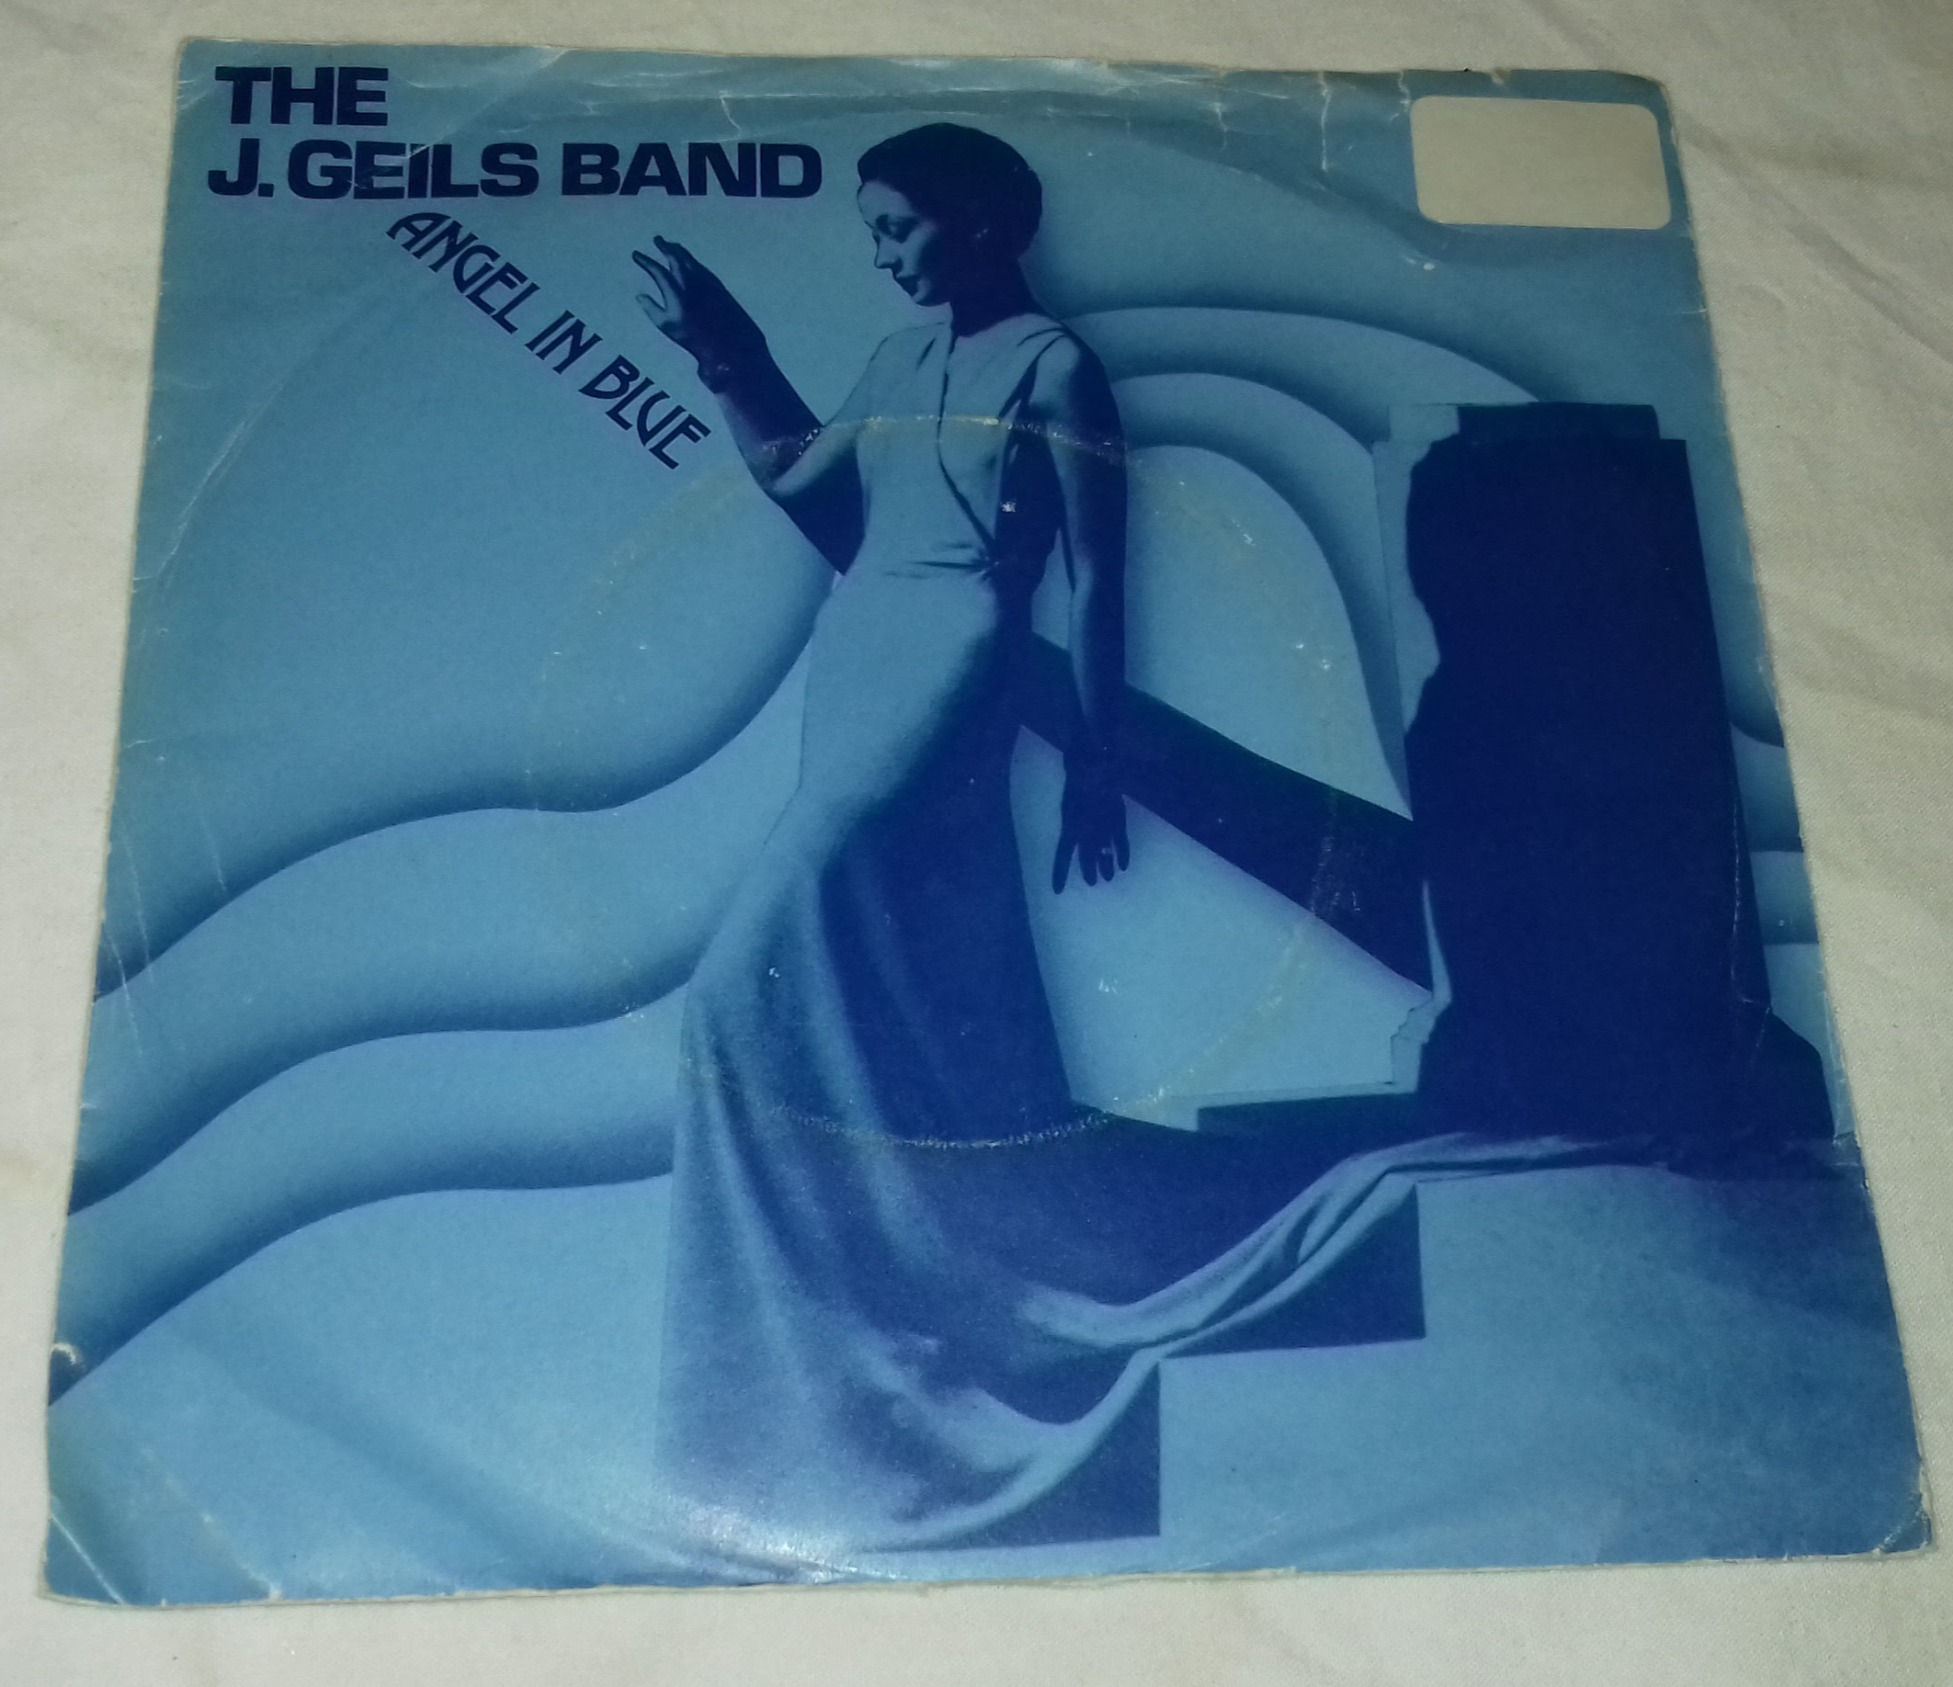 THE
J. GEILS BAND
ANGEL IN BLUE